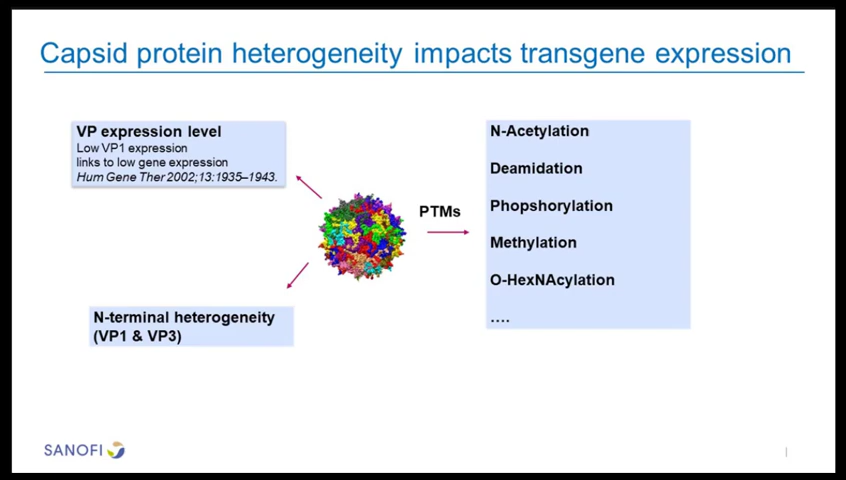 Capsid protein heterogeneity impacts transgene expression
VP expression level
Low VP1 expression
links to low gene expression
Hum Gene Ther 2002;13:1935–1943.
PTMs
N-Acetylation
Deamidation
Phopshorylation
Methylation
O-HexNAcylation
....
N-terminal heterogeneity
(VP1 & VP3)
SANOFI